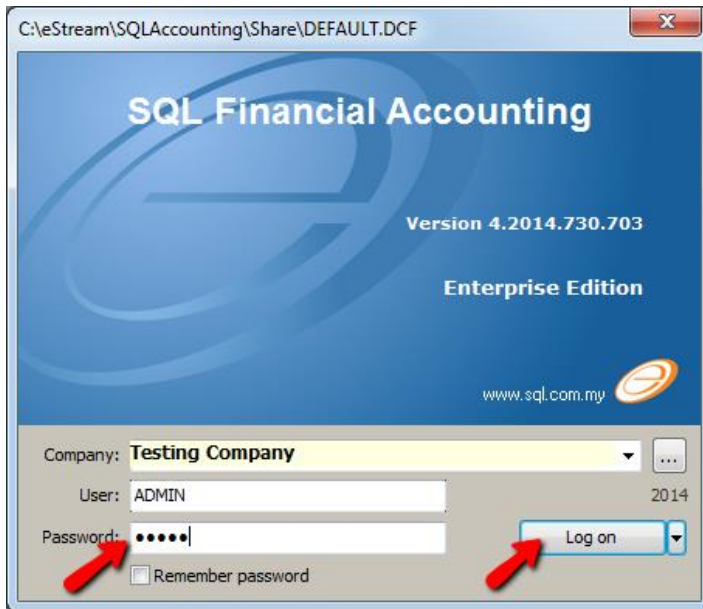 C:\eStream\SQLAccounting\Share\DEFAULT.DCF
SQL Financial Accounting
Version 4.2014.730.703
Enterprise Edition
www.sql.com.my
Company: Testing Company ...
User: ADMIN 2014
Password: ●●●●● Log on
Remember password